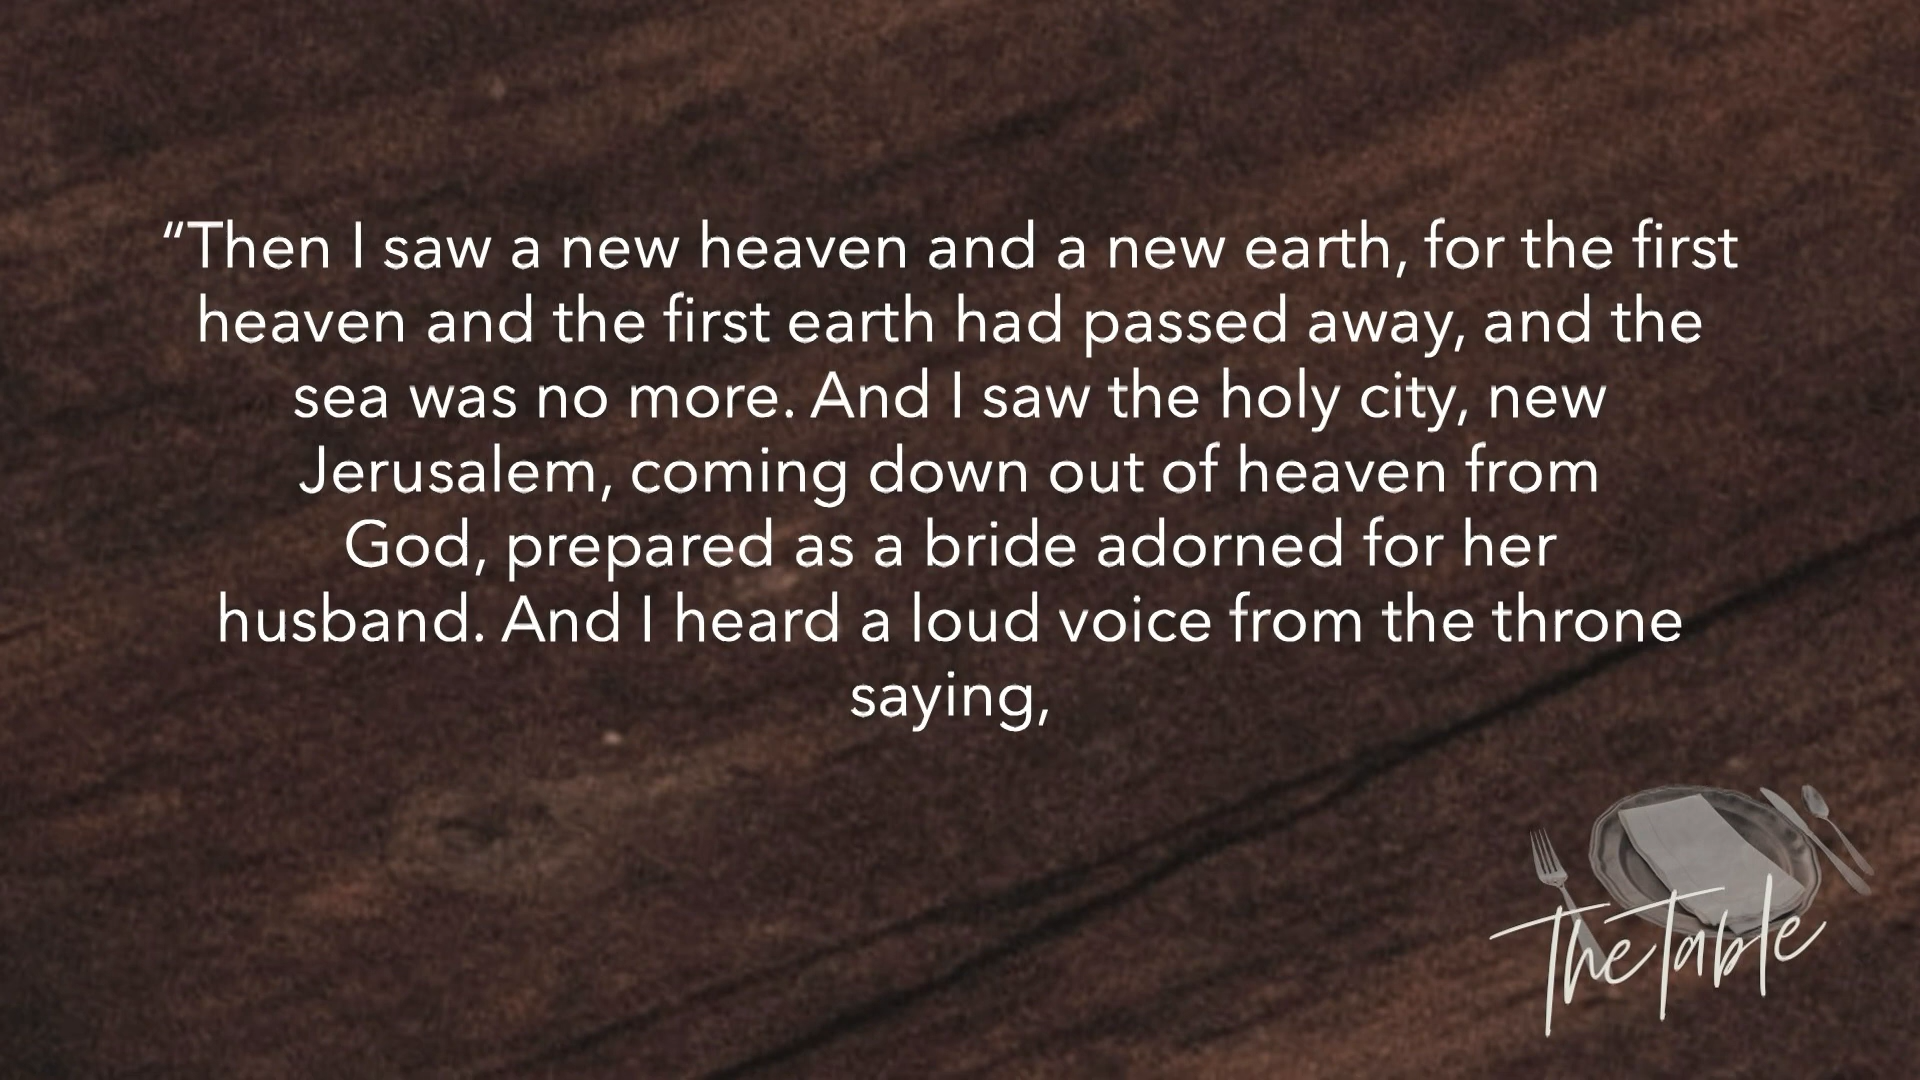 “Then I saw a new heaven and a new earth, for the first
heaven and the first earth had passed away, and the
sea was no more. And I saw the holy city, new
Jerusalem, coming down out of heaven from
God, prepared as a bride adorned for her
husband. And I heard a loud voice from the throne
saying,
The Table